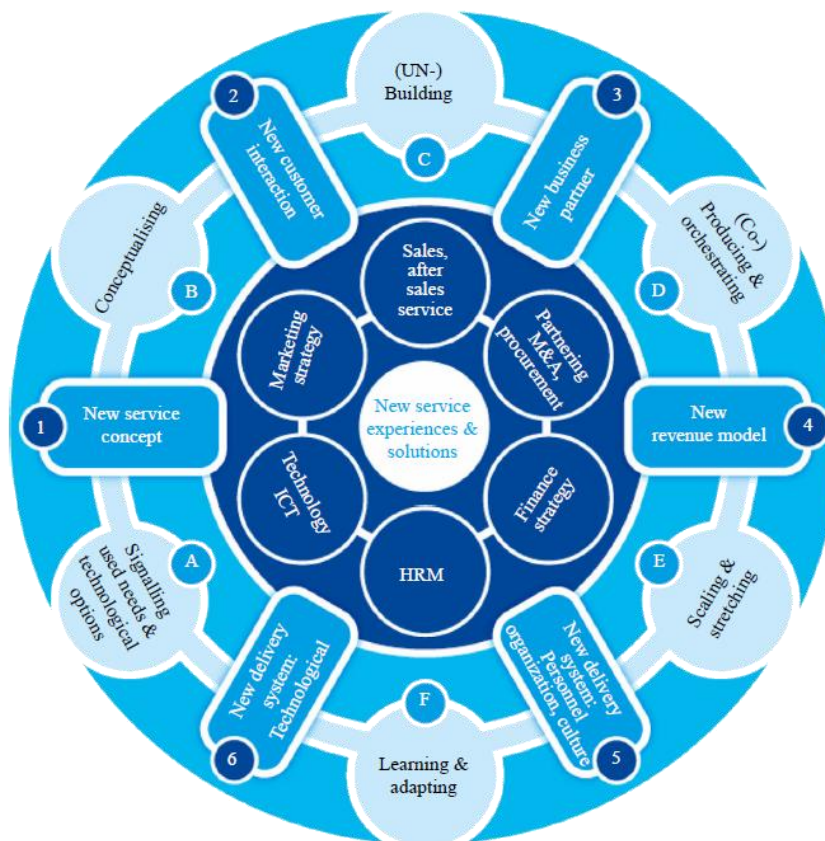 (UN-)
Building
C
2
New customer
interaction
3
New business
partner
Conceptualising
B
(Co-)
Producing &
orchestrating
D
Sales,
after
sales
service
Marketing
strategy
Partnering
M&A,
procurement
1
New service
concept
New service
experiences &
solutions
New
revenue model
4
Technology
ICT
Finance
strategy
HRM
A
Signalling
used needs &
technological
options
E
Scaling &
stretching
New delivery
system:
Technological
6
New delivery
system:
Personnel
organization, culture
5
F
Learning &
adapting